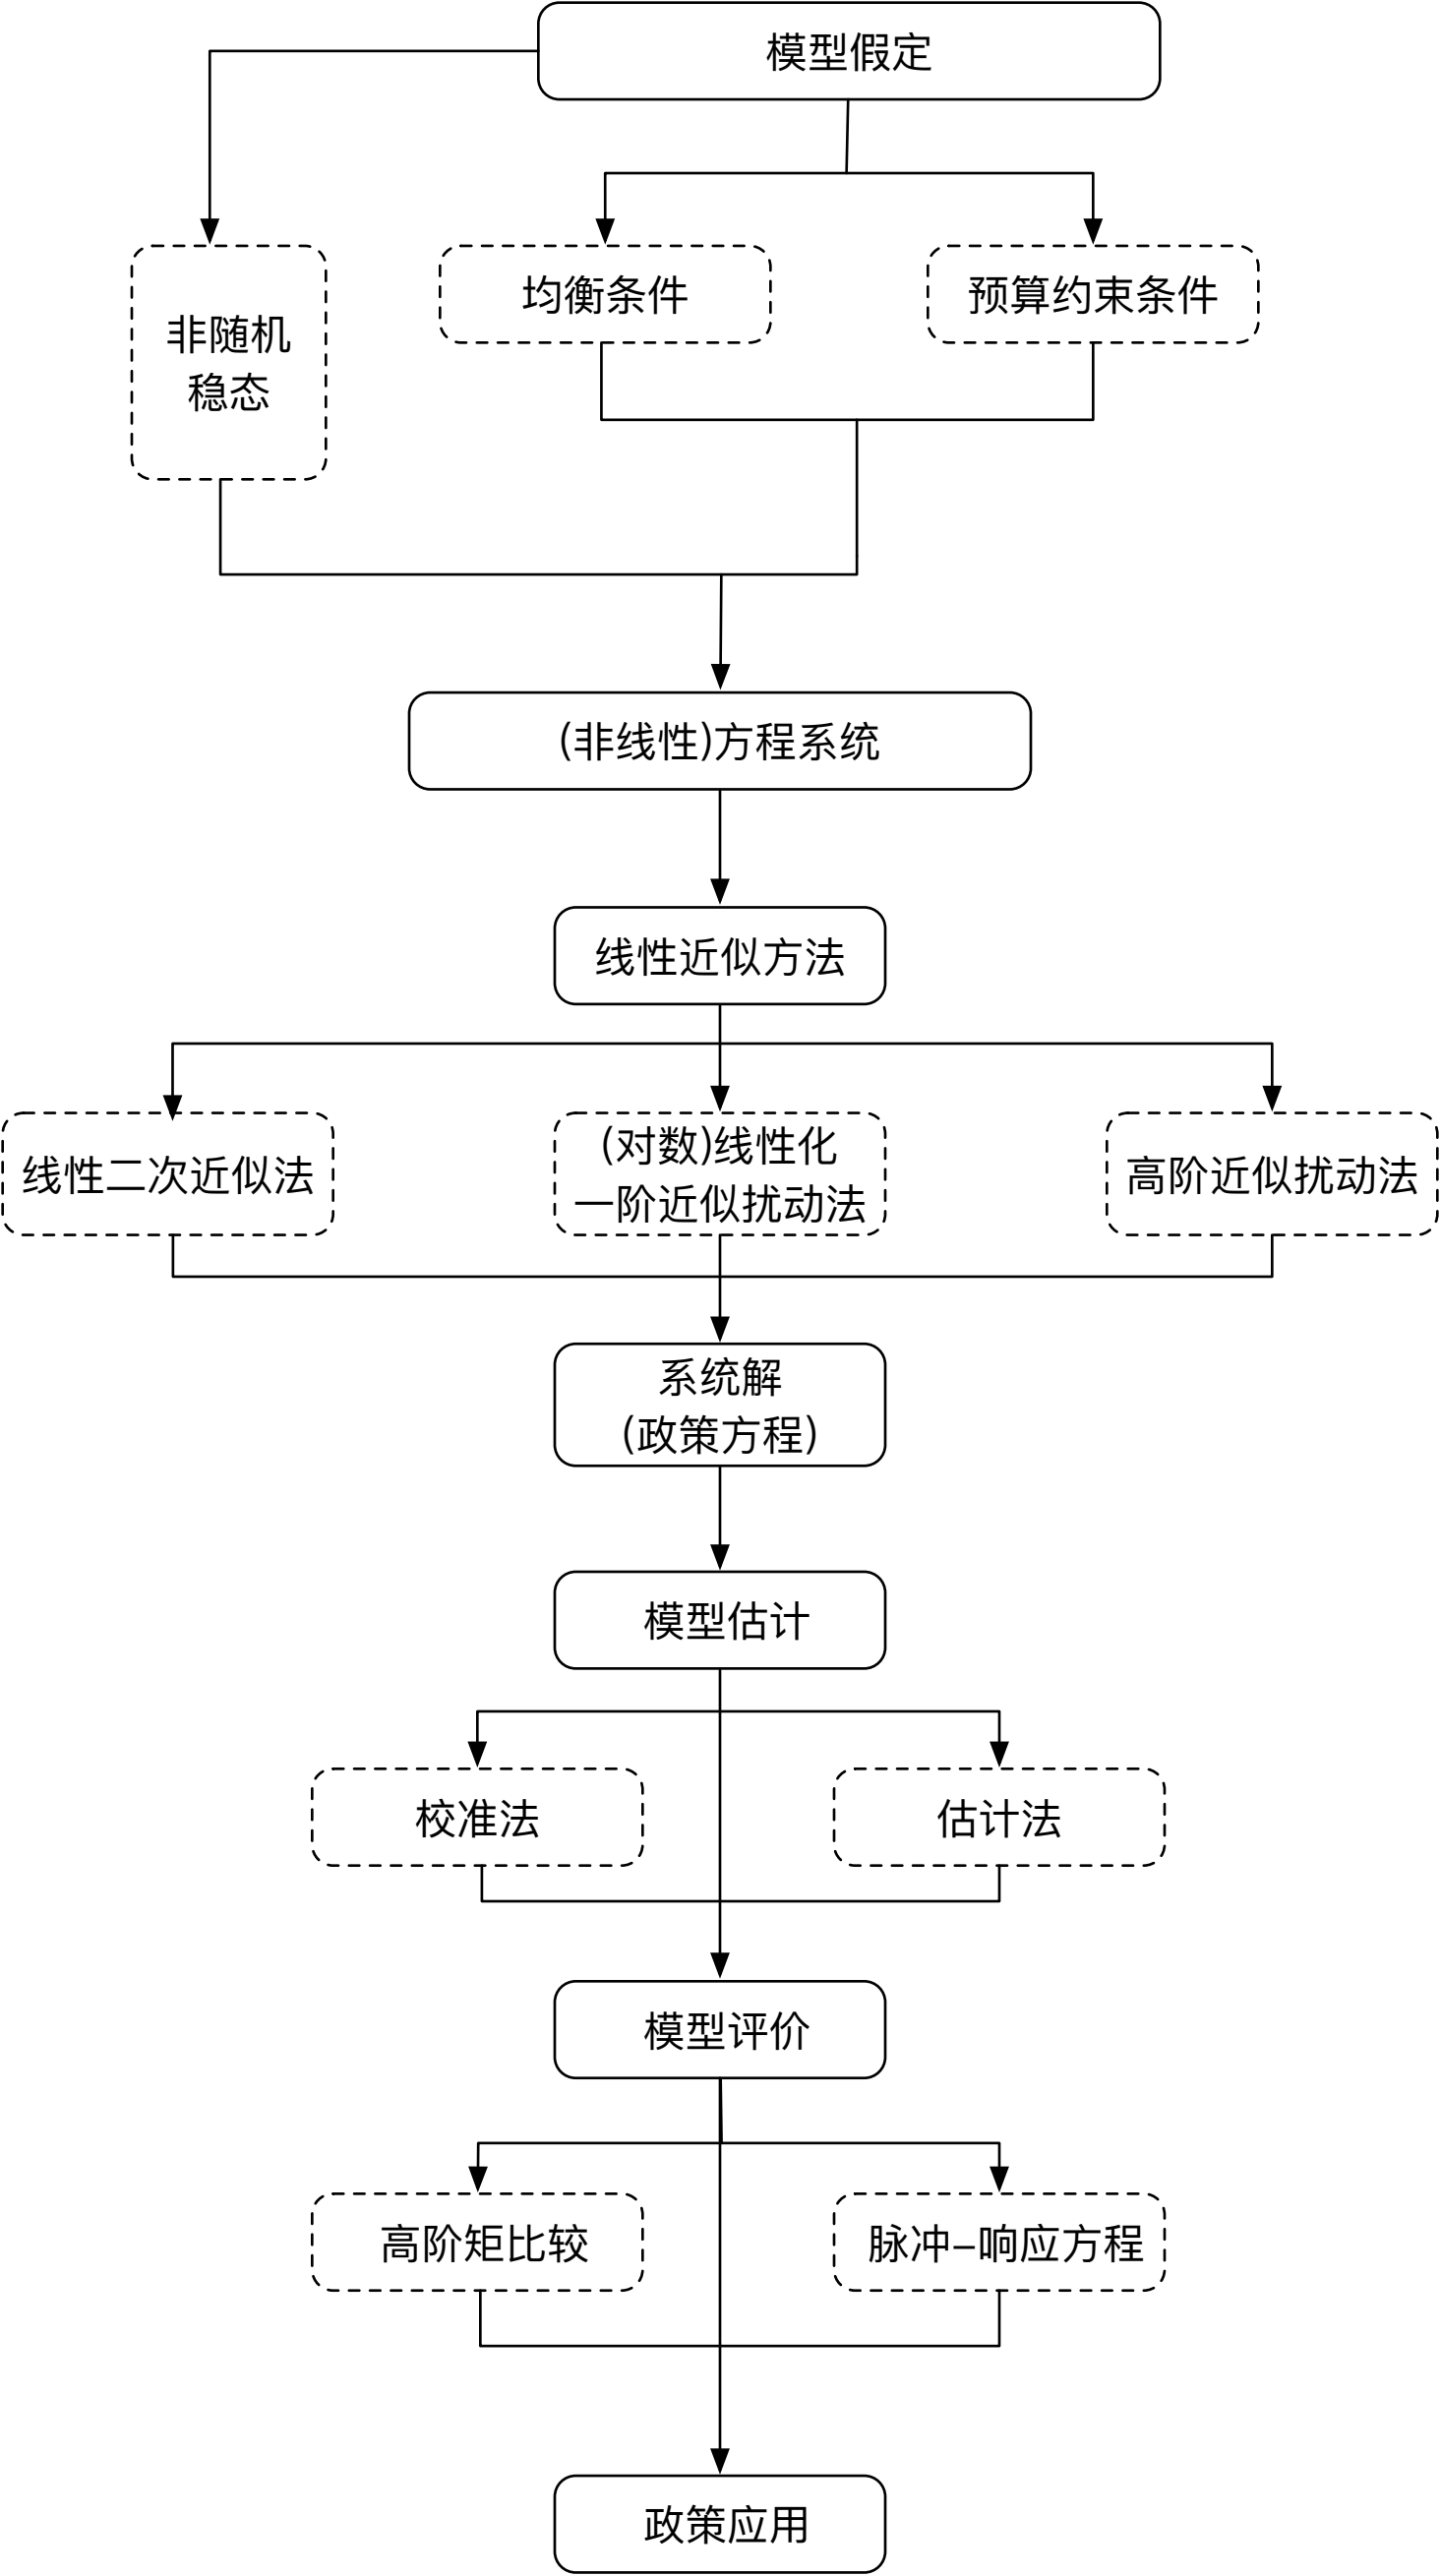 模型假定
均衡条件
预算约束条件
非随机
稳态
(非线性)方程系统
线性近似方法
线性二次近似法
(对数)线性化
一阶近似扰动法
高阶近似扰动法
系统解
(政策方程)
模型估计
校准法
估计法
模型评价
高阶矩比较
脉冲–响应方程
政策应用